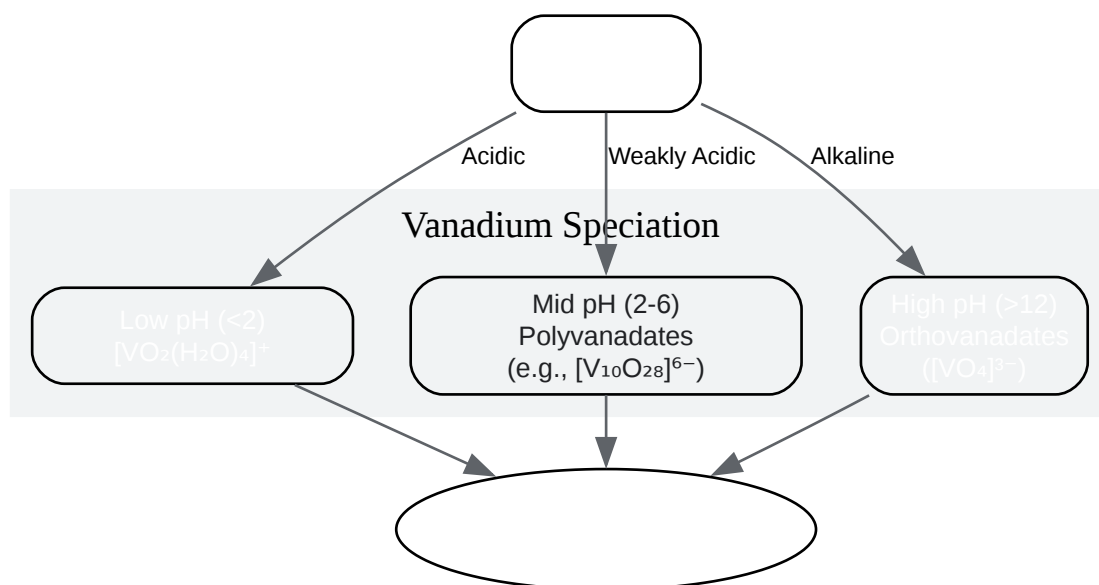 Acidic
Weakly Acidic
Alkaline
Vanadium Speciation
Low pH (<2)
[VO₂(H₂O)₄]⁺
Mid pH (2-6)
Polyvanadates
(e.g., [V₁₀O₂₈]⁶⁻)
High pH (>12)
Orthovanadates
([VO₄]³⁻)